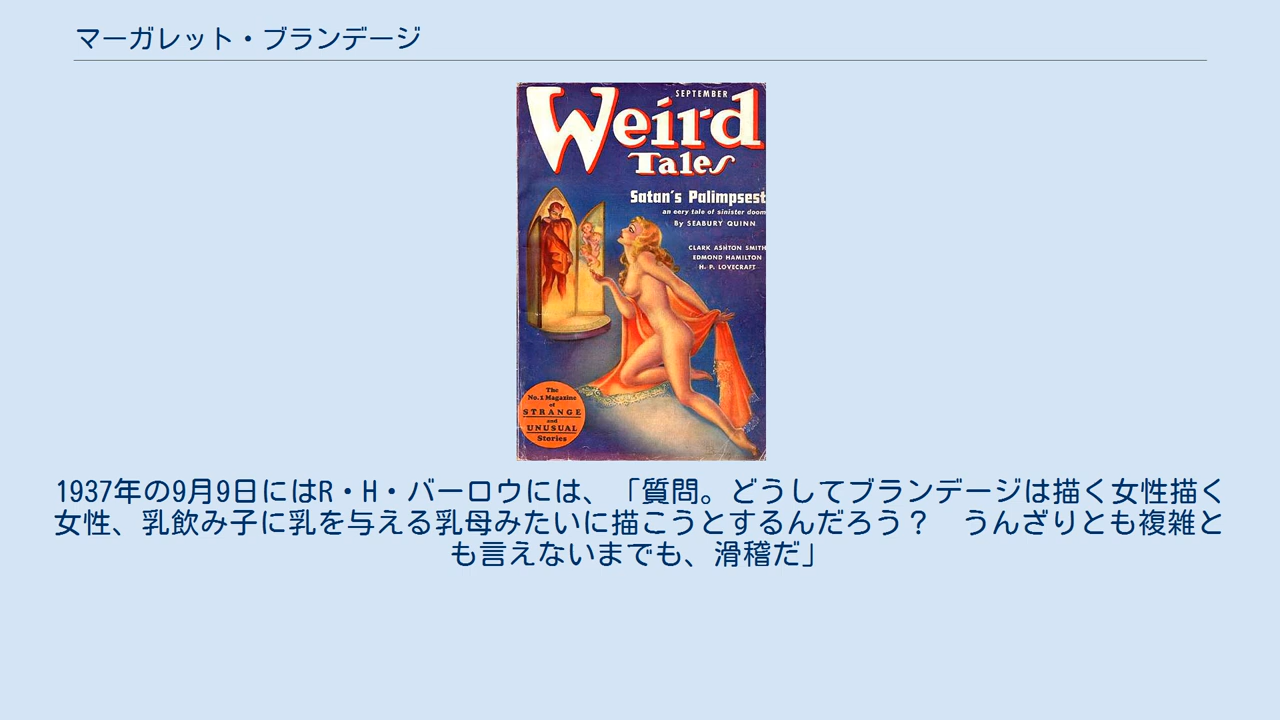 マーガレット・ブランデージ
SEPTEMBER
Weird
Tales
Satan's Palimpsest
an eery tale of sinister doom
By SEABURY QUINN
CLARK ASHTON SMITH
EDMOND HAMILTON
H. P. LOVECRAFT
The
No. 1 Magazine
of
STRANGE
and
UNUSUAL
Stories
1937年の9月9日にはR・H・バーロウには、「質問。どうしてブランデージは描く女性描く
女性、乳飲み子に乳を与える乳母みたいに描こうとするんだろう？　うんざりとも複雑と
も言えないまでも、滑稽だ」